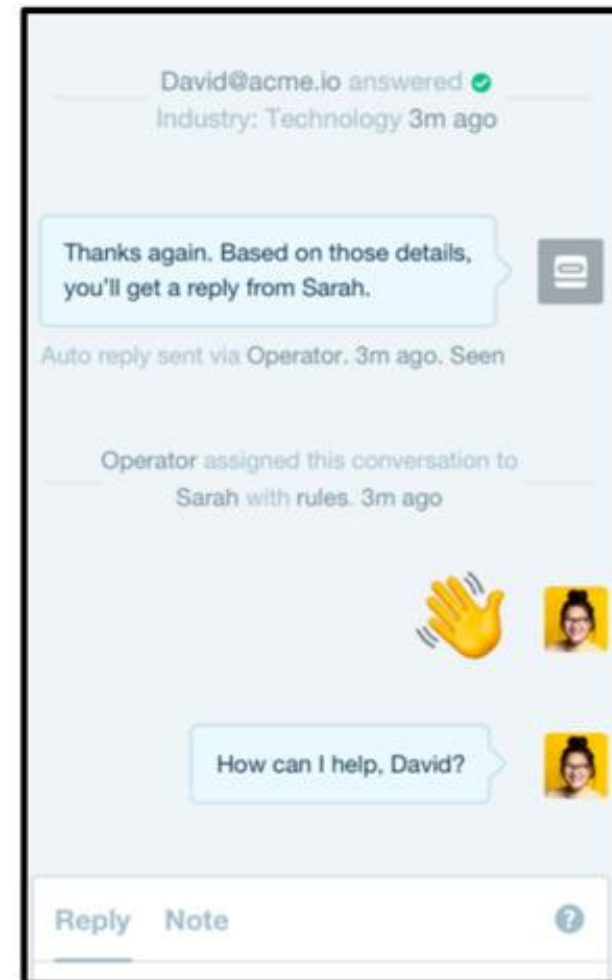 David@acme.io answered
Industry: Technology 3m ago
Thanks again. Based on those details,
you'll get a reply from Sarah.
Auto reply sent via Operator. 3m ago. Seen
Operator assigned this conversation to
Sarah with rules. 3m ago
How can I help, David?
Reply Note ?